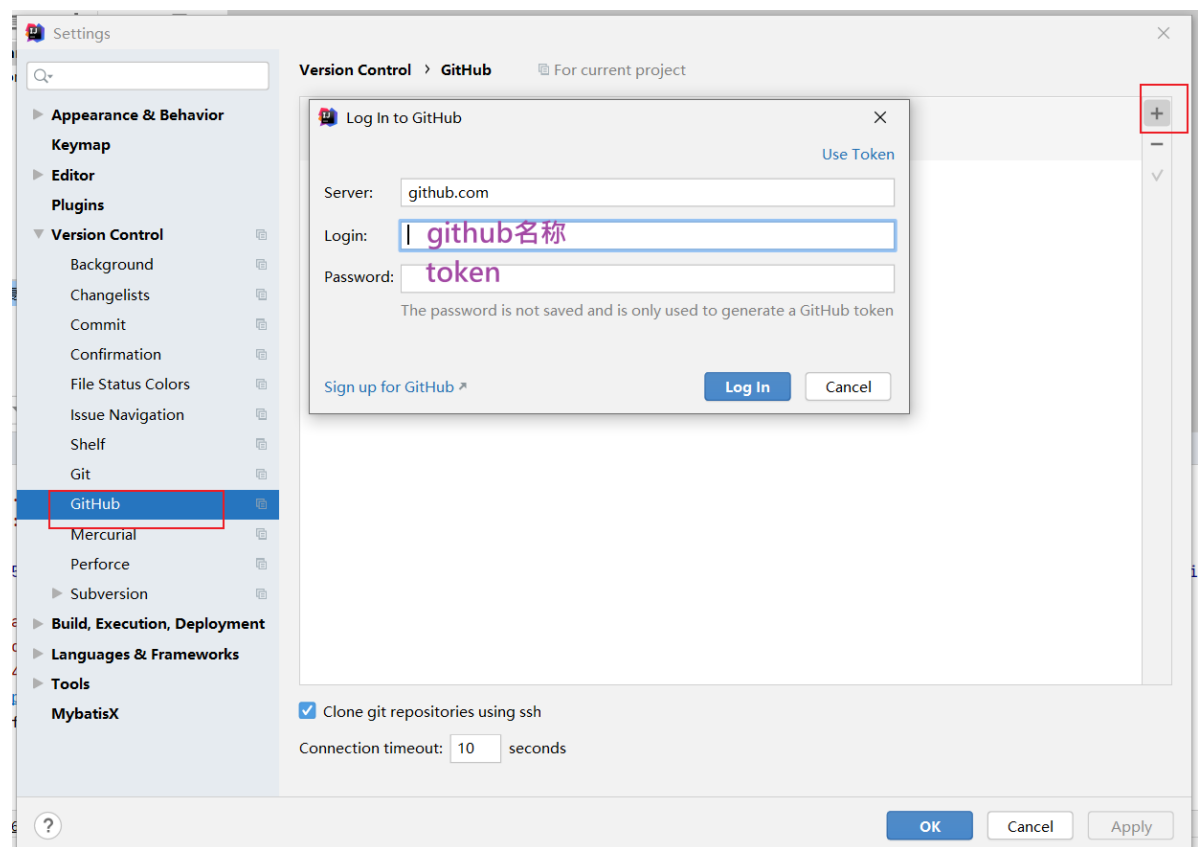 Settings
Version Control › GitHub For current project
Appearance & Behavior
Keymap
Editor
Plugins
Version Control
Background
Changelists
Commit
Confirmation
File Status Colors
Issue Navigation
Shelf
Git
GitHub
Mercurial
Perforce
Subversion
Build, Execution, Deployment
Languages & Frameworks
Tools
MybatisX
Log In to GitHub
Use Token
Server: github.com
Login: github名称
Password: token
The password is not saved and is only used to generate a GitHub token
Sign up for GitHub ↗ Log In Cancel
Clone git repositories using ssh
Connection timeout: 10 seconds
? OK Cancel Apply